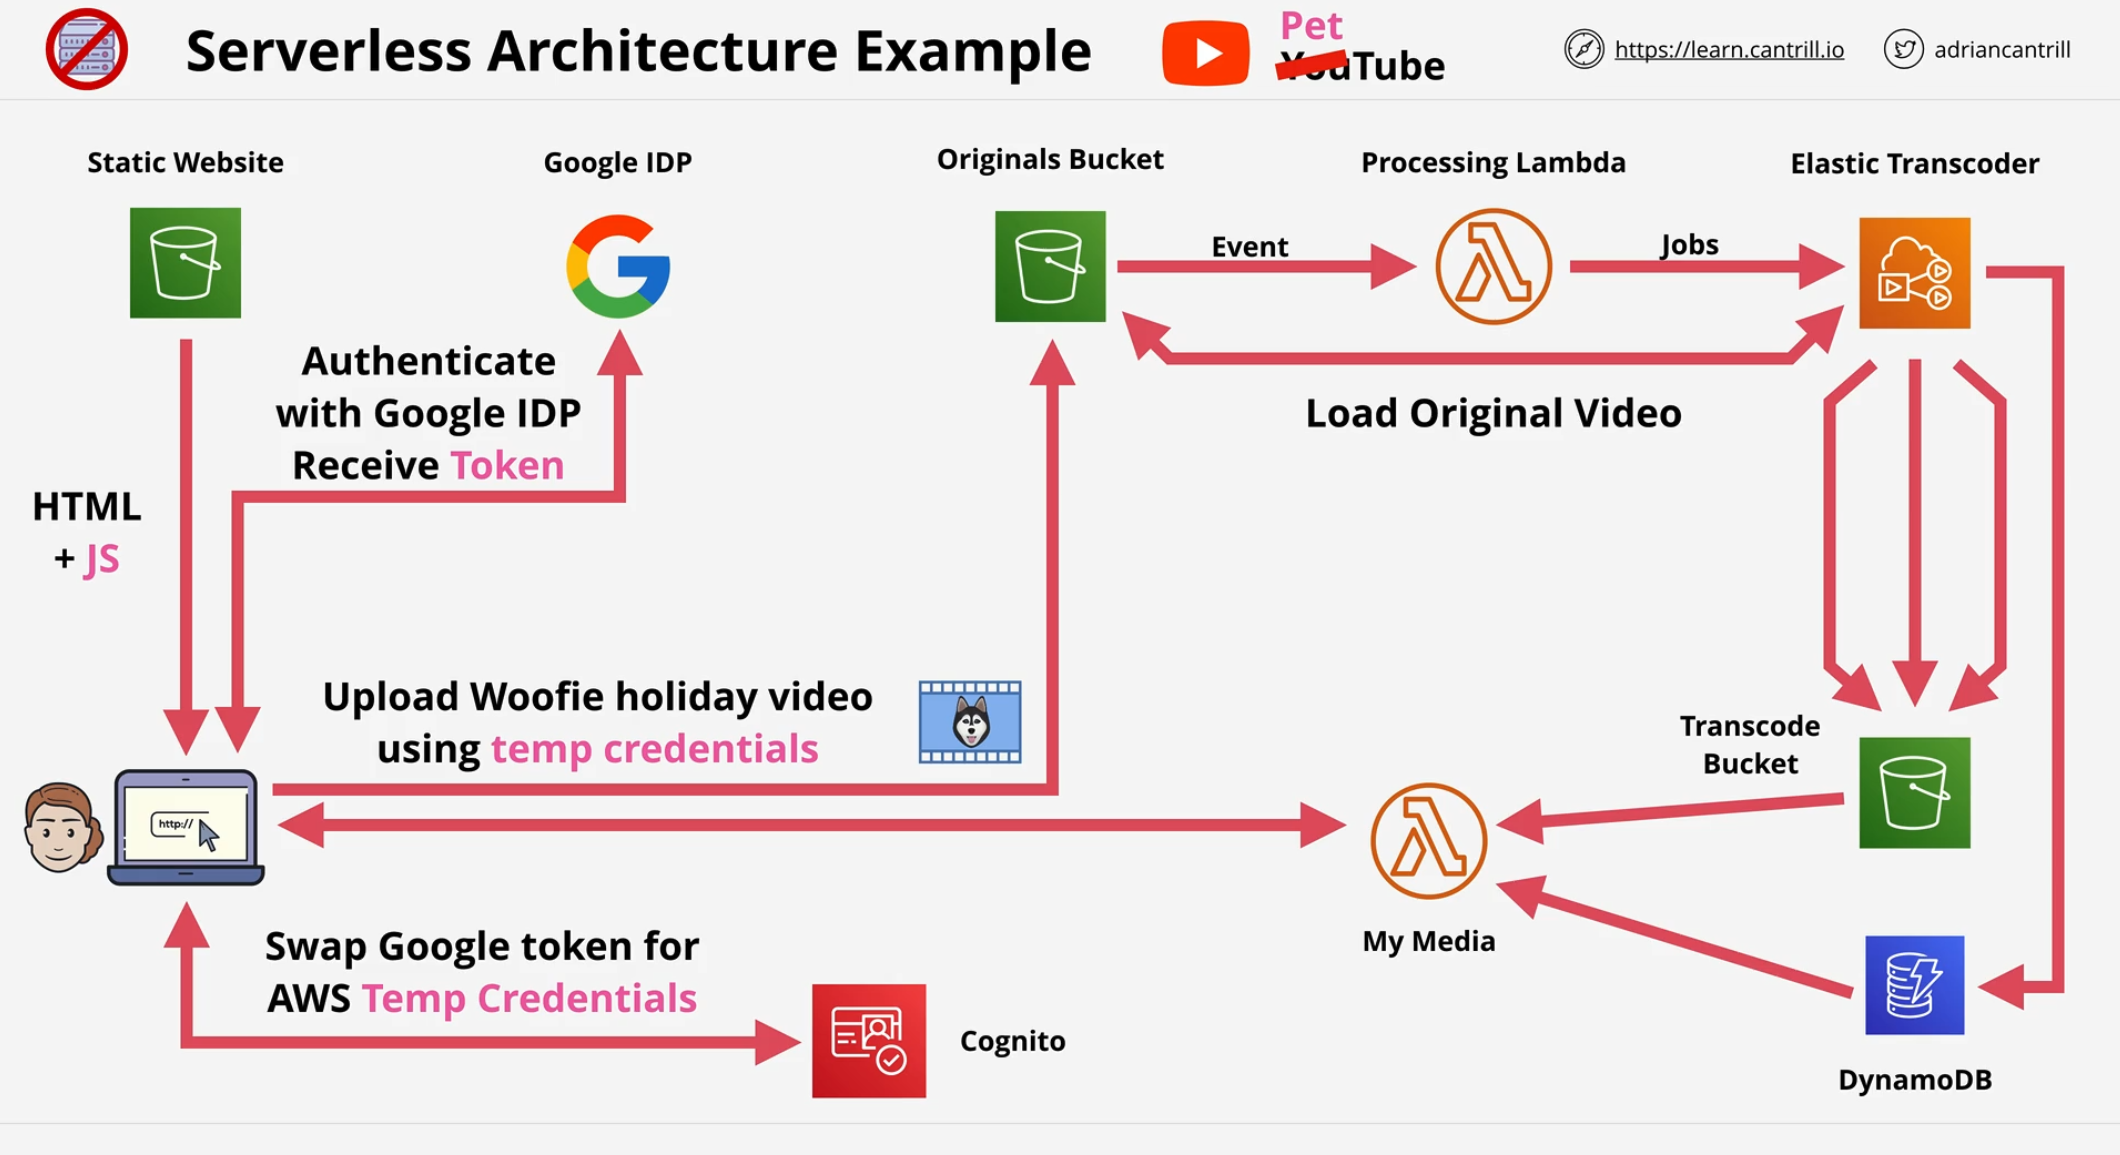 Serverless Architecture Example
Pet
YouTube
https://learn.cantrill.io
adriancantrill
Static Website
Google IDP
Originals Bucket
Processing Lambda
Elastic Transcoder
Event
Jobs
Authenticate
with Google IDP
Receive Token
Load Original Video
HTML
+ JS
Upload Woofie holiday video
using temp credentials
Transcode
Bucket
http://
My Media
Swap Google token for
AWS Temp Credentials
Cognito
DynamoDB